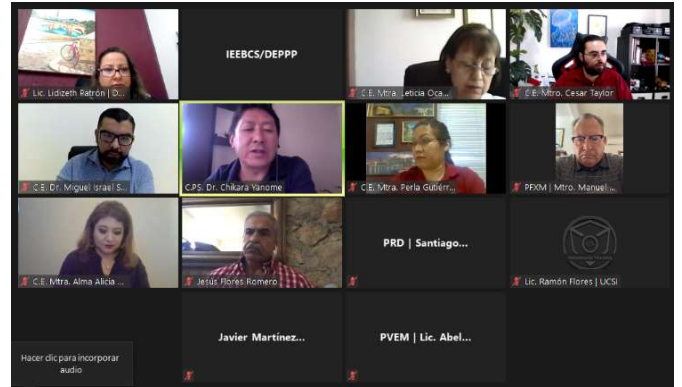 IEEBCS/DEPPP
Lic. Lidizeth Patrón | D...
C.E. Mtra. Leticia Oca...
C.E. Mtro. Cesar Taylor
C.E. Dr. Miguel Israel S...
C.PS. Dr. Chikara Yanome
C.E. Mtra. Perla Gutiérr...
PFXM | Mtro. Manuel ...
C.E. Mtra. Alma Alicia ...
Jesús Flores Romero
PRD | Santiago...
Lic. Ramón Flores | UCSI
Javier Martínez...
PVEM | Lic. Abel...
Hacer clic para incorporar
audio